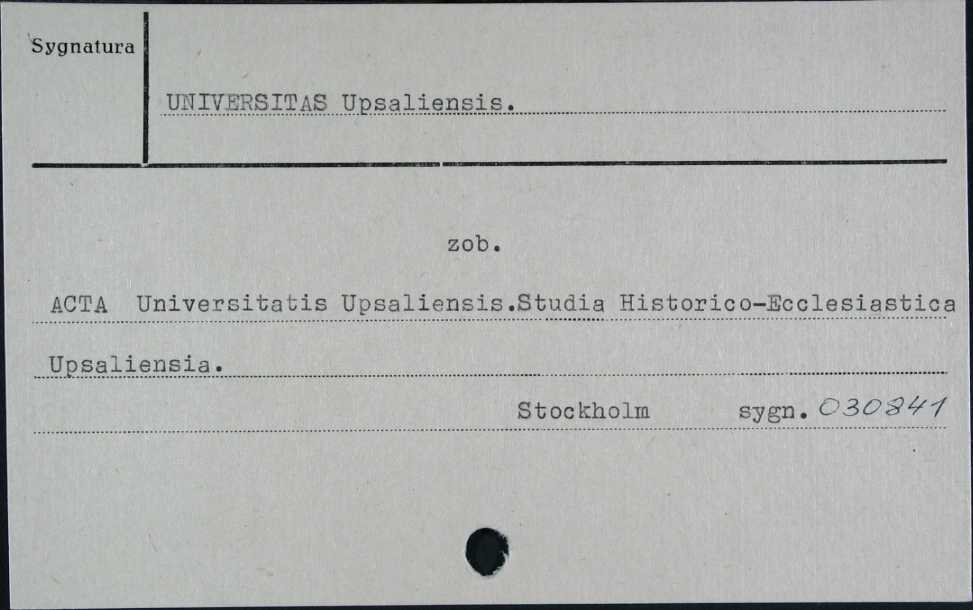 Sygnatura
UNIVERSITAS Upsaliensis.
zob.
ACTA Universitatis Upsaliensis.Studia Historico-Ecclesiastica
Upsaliensia.
Stockholm sygn. 030841